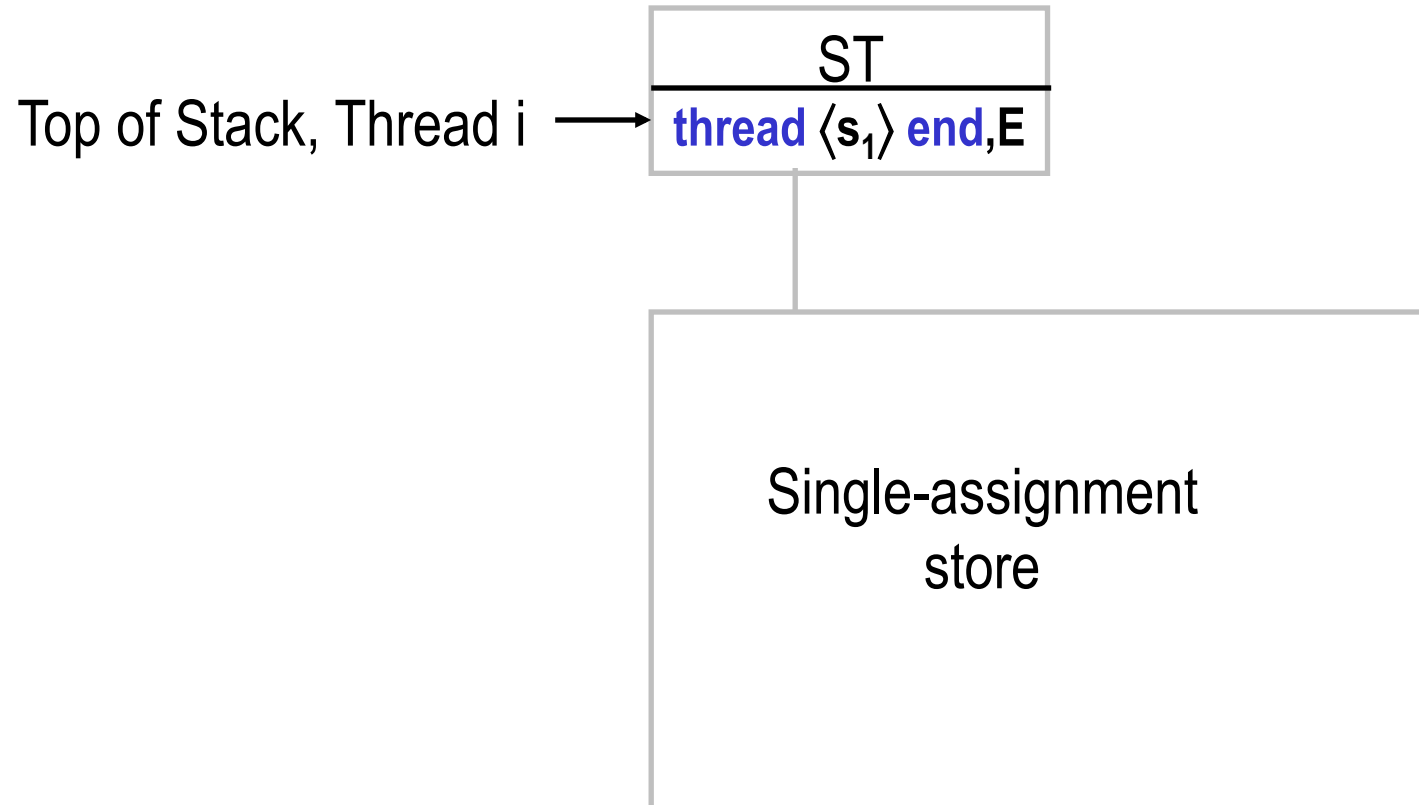 ST
Top of Stack, Thread i
thread ⟨s₁⟩ end,E
Single-assignment
store